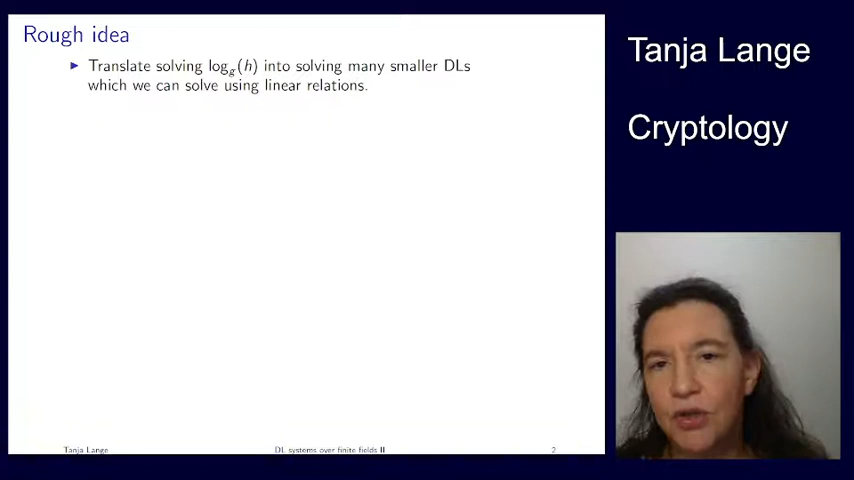 Rough idea
▶ Translate solving log_g(h) into solving many smaller DLs
which we can solve using linear relations.
Tanja Lange
DL systems over finite fields II
2
Tanja Lange
Cryptology